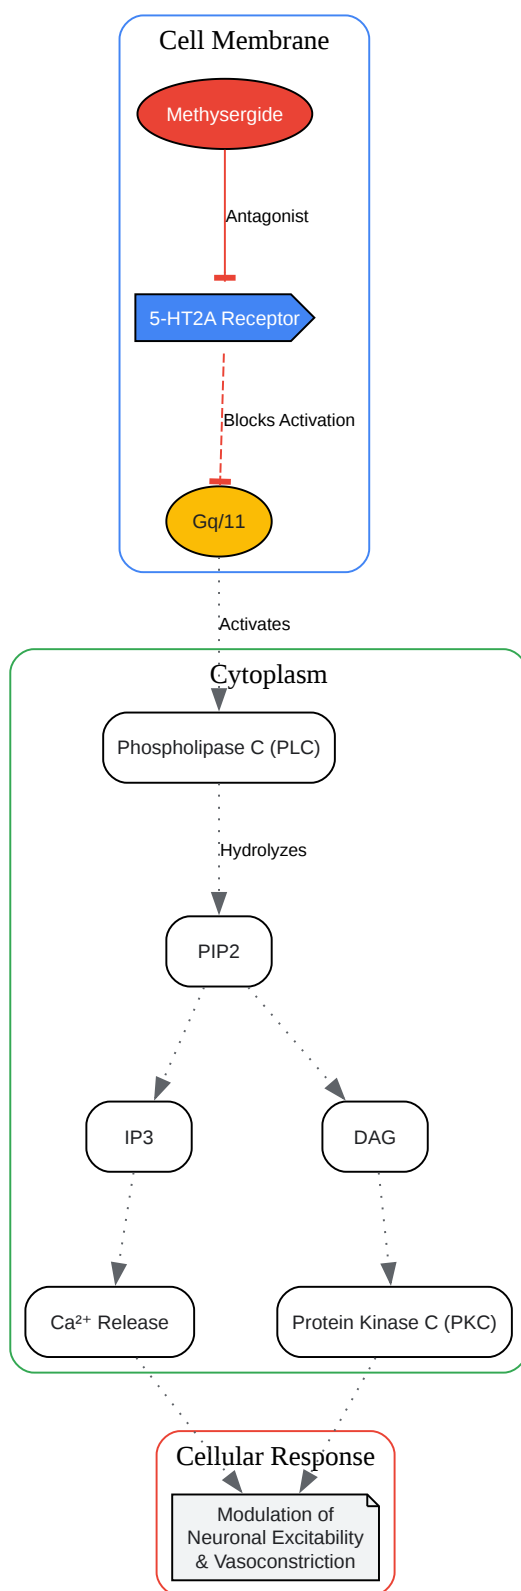 Cell Membrane
Methysergide
Antagonist
5-HT2A Receptor
Blocks Activation
Gq/11
Activates
Cytoplasm
Phospholipase C (PLC)
Hydrolyzes
PIP2
IP3
DAG
Ca²⁺ Release
Protein Kinase C (PKC)
Cellular Response
Modulation of
Neuronal Excitability
& Vasoconstriction